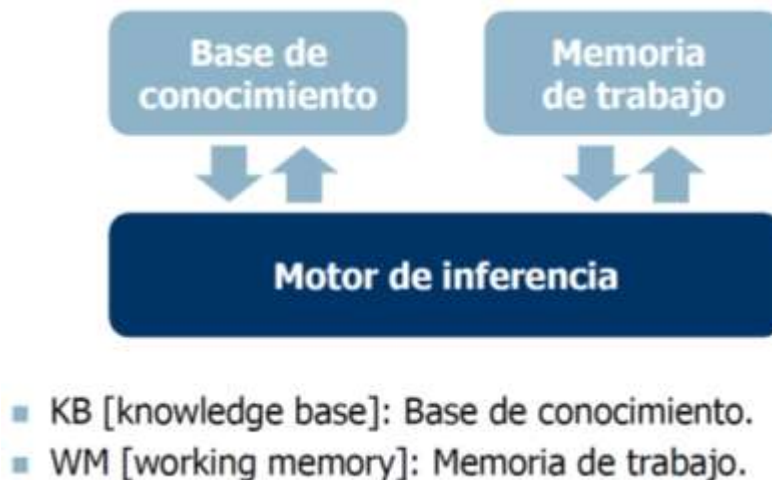 Base de
conocimiento
Memoria
de trabajo
Motor de inferencia
KB [knowledge base]: Base de conocimiento.
WM [working memory]: Memoria de trabajo.